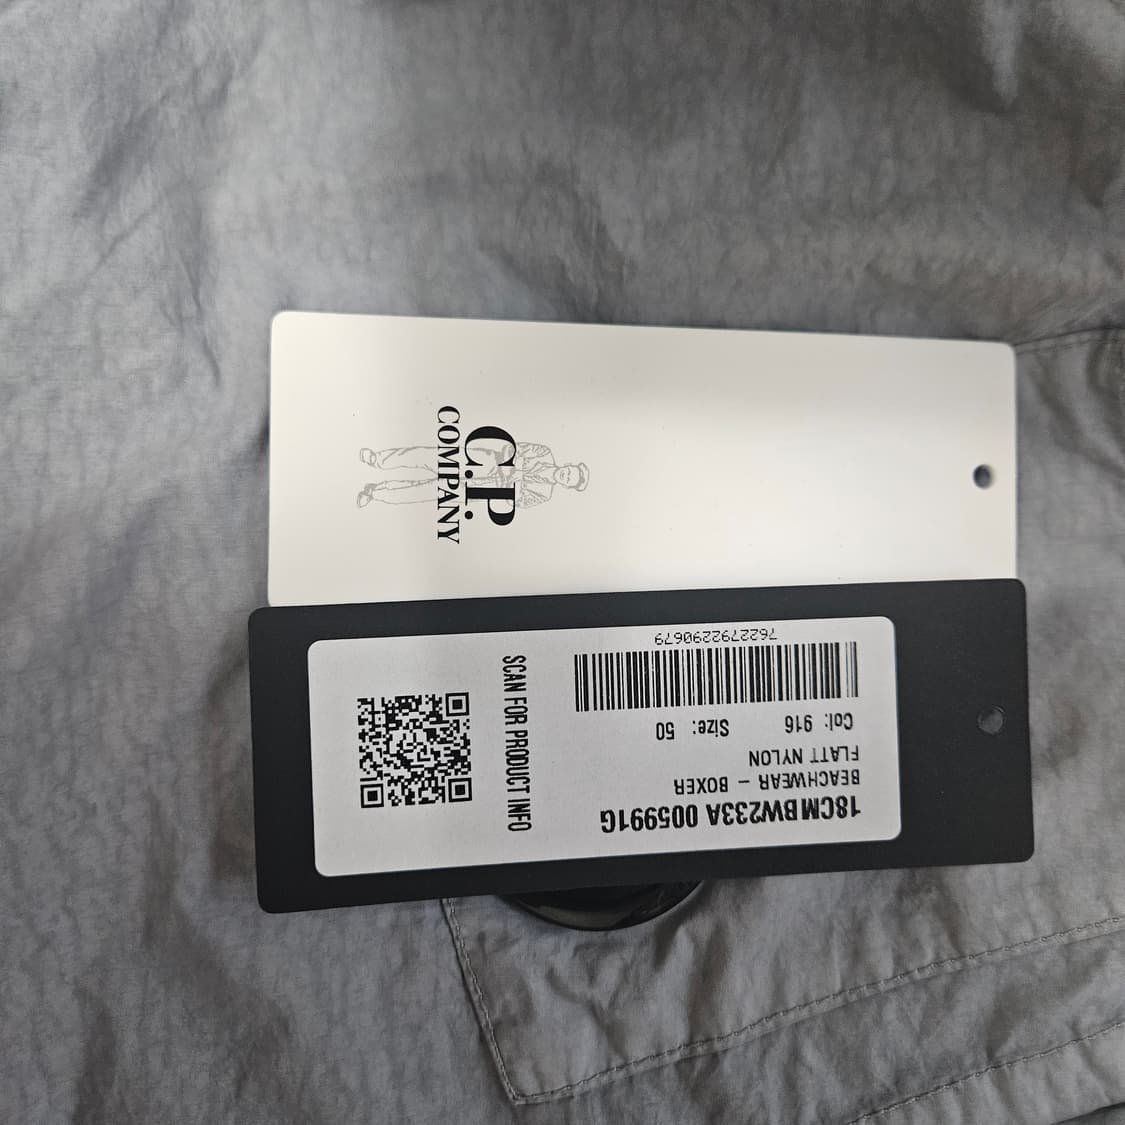 C.P.
COMPANY
18CMBW233A 005991G
BEACHWEAR - BOXER
FLATT NYLON
Col: 916 Size: 50
7622792290679
SCAN FOR PRODUCT INFO